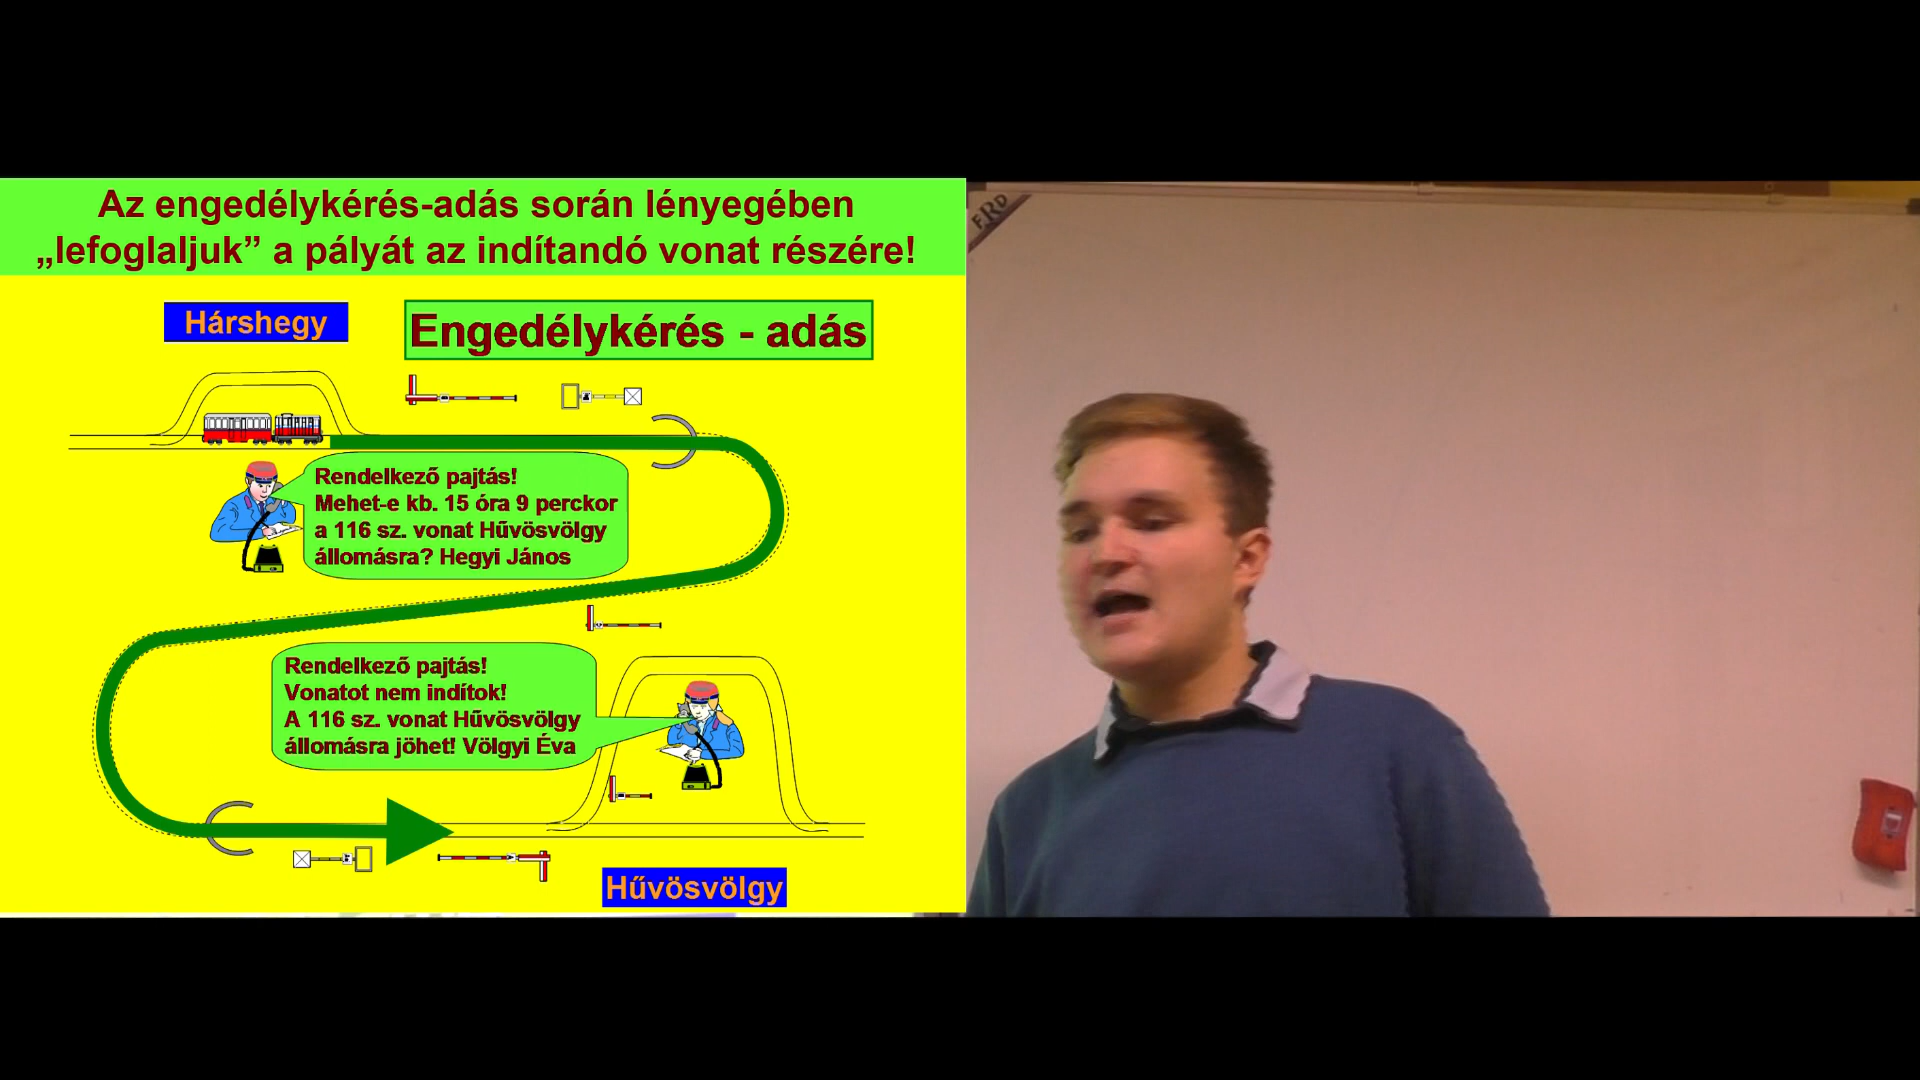 Az engedélykérés-adás során lényegében
„lefoglaljuk” a pályát az indítandó vonat részére!
Hárshegy
Engedélykérés - adás
Rendelkező pajtás!
Mehet-e kb. 15 óra 9 perckor
a 116 sz. vonat Hűvösvölgy
állomásra? Hegyi János
Rendelkező pajtás!
Vonatot nem indítok!
A 116 sz. vonat Hűvösvölgy
állomásra jöhet! Völgyi Éva
Hűvösvölgy
FRD